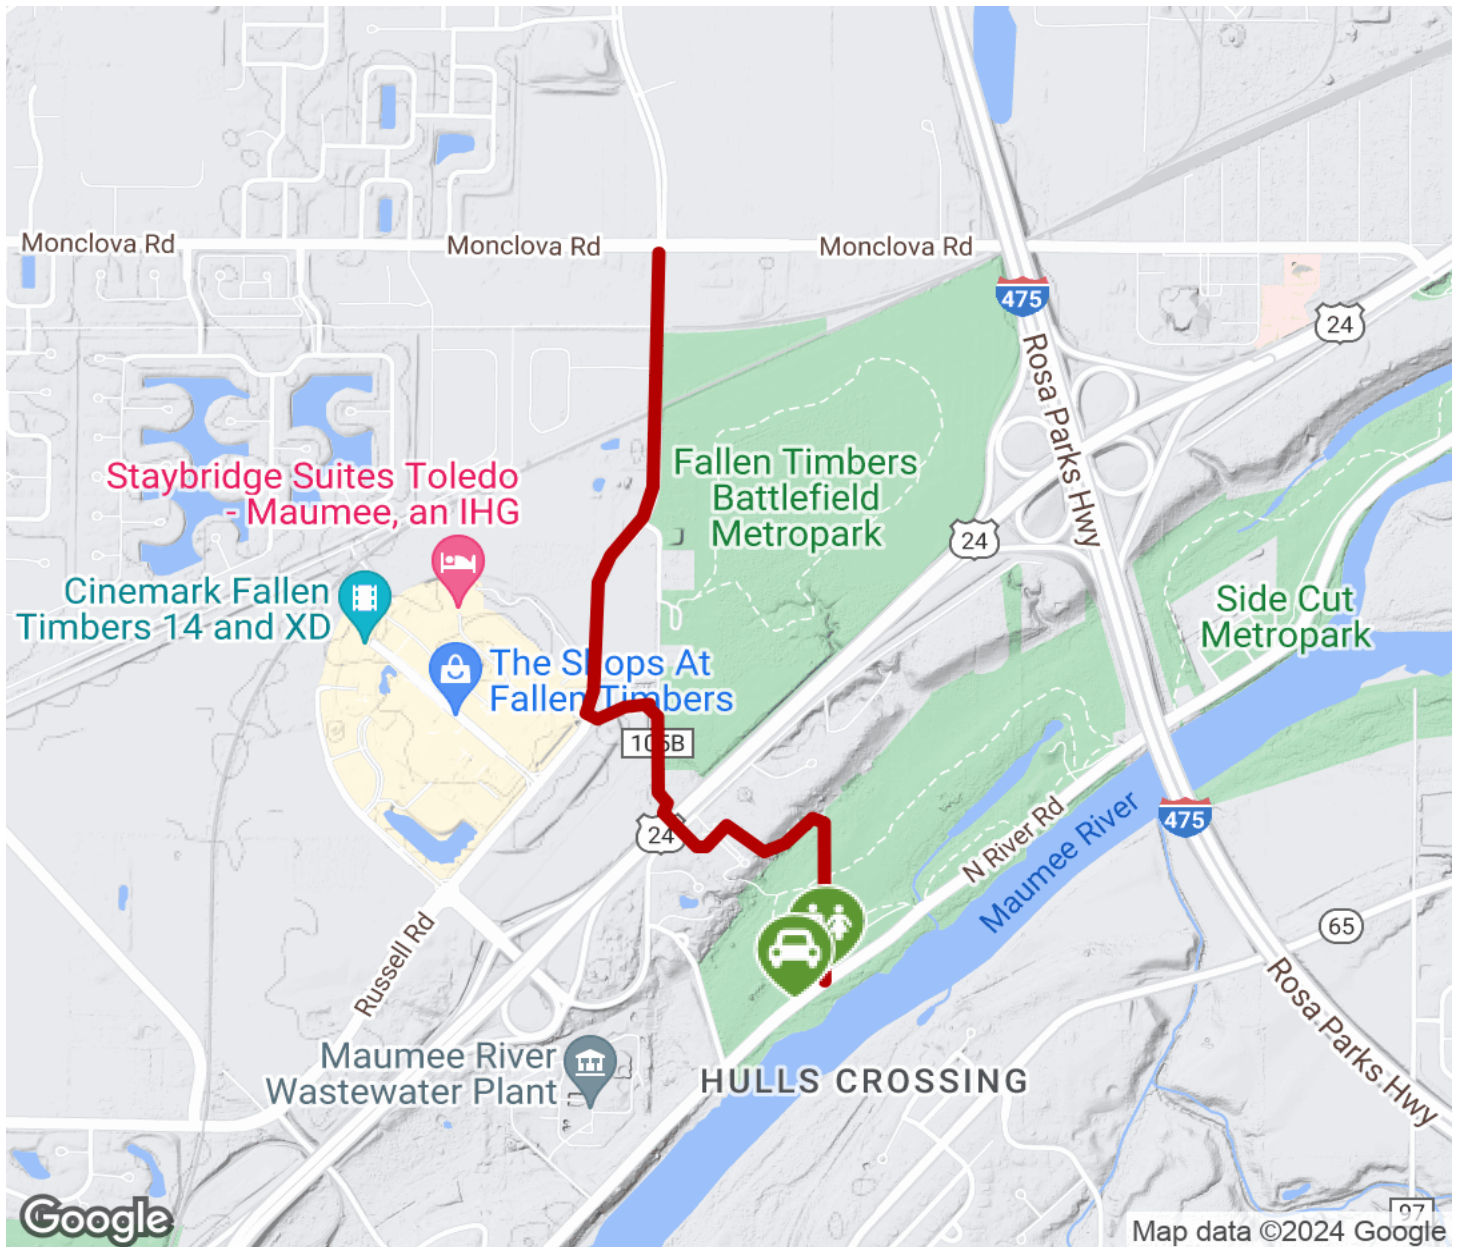 Monclova Rd
Monclova Rd
Monclova Rd
475
24
Rosa Parks Hwy
Fallen Timbers
Battlefield
Metropark
Staybridge Suites Toledo
- Maumee, an IHG
24
Cinemark Fallen
Timbers 14 and XD
Side Cut
Metropark
The Shops At
Fallen Timbers
105B
24
475
N River Rd
Maumee River
65
Russell Rd
Rosa Parks Hwy
Maumee River
Wastewater Plant
HULLS CROSSING
97
Google
Map data ©2024 Google